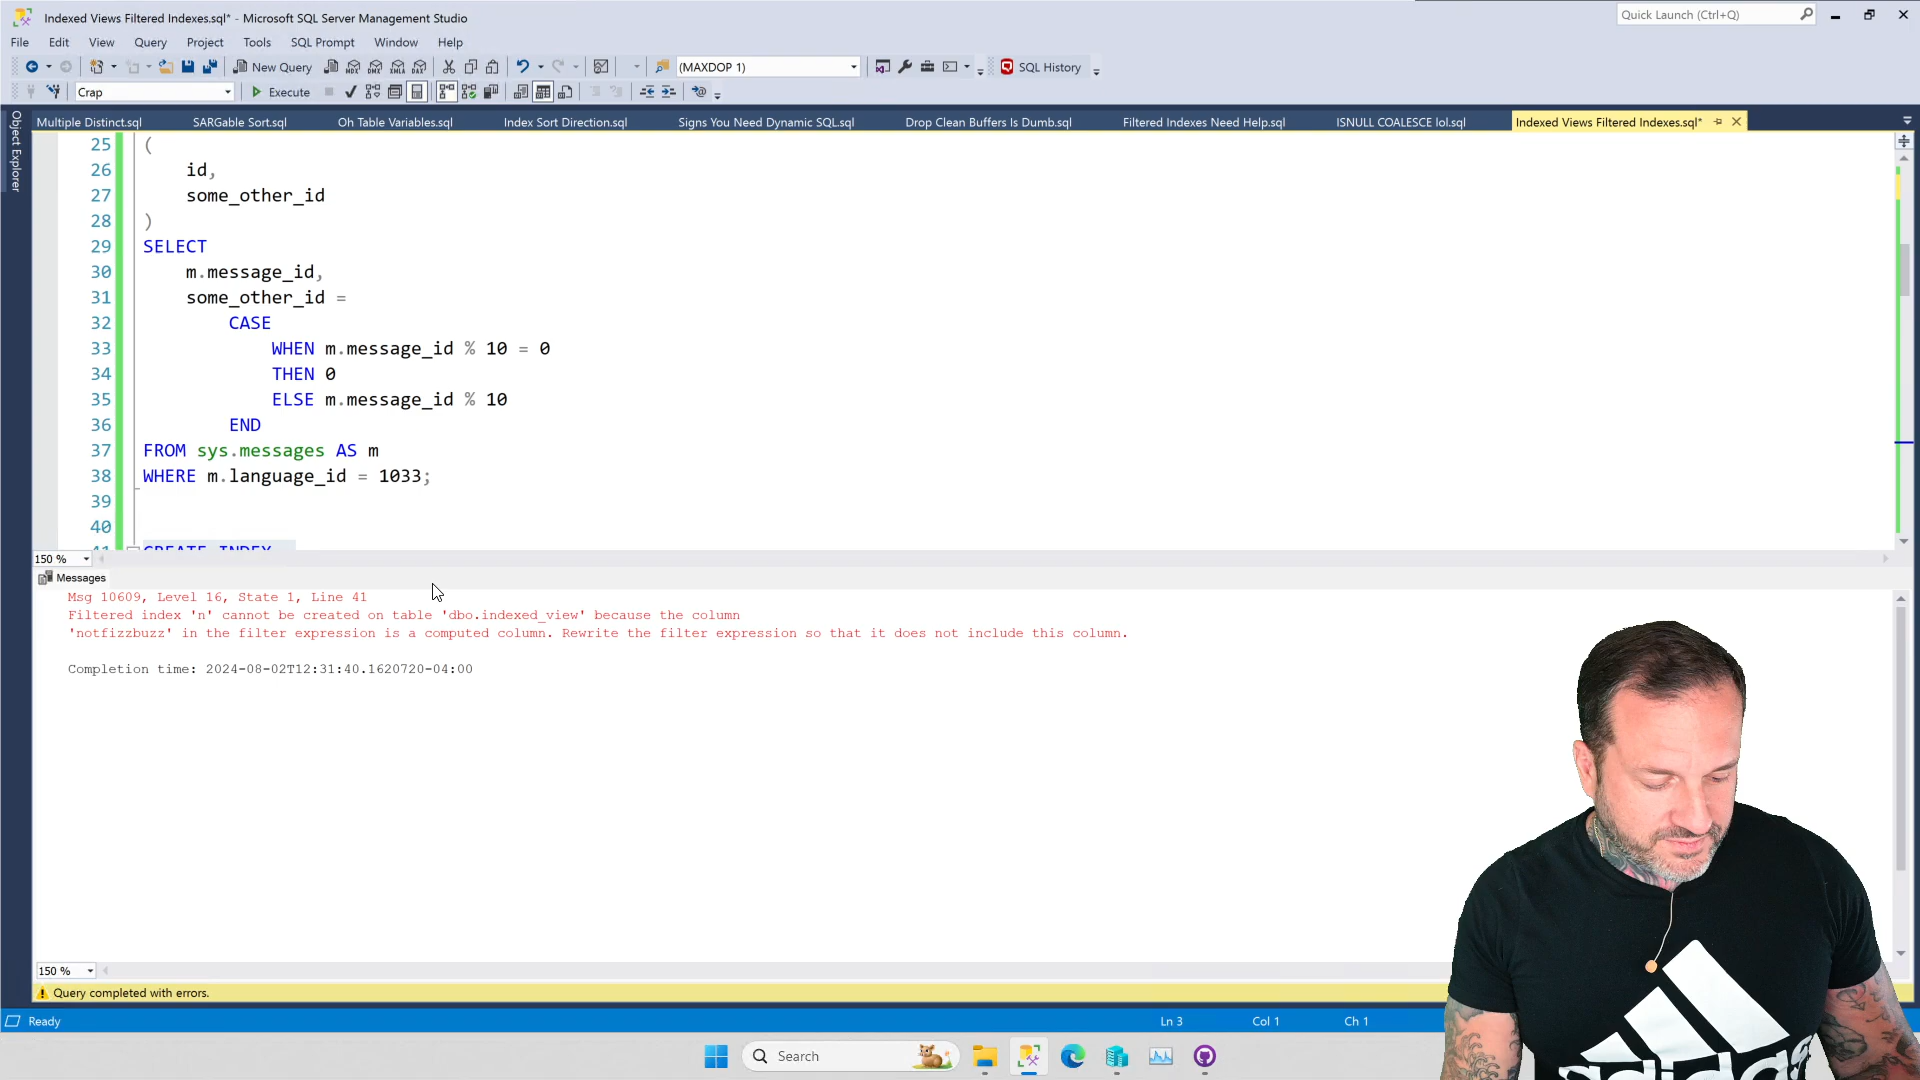 Indexed Views Filtered Indexes.sql* - Microsoft SQL Server Management Studio
Quick Launch (Ctrl+Q)
File Edit View Query Project Tools SQL Prompt Window Help
New Query (MAXDOP 1) SQL History
Crap Execute
Multiple Distinct.sql SARGable Sort.sql Oh Table Variables.sql Index Sort Direction.sql Signs You Need Dynamic SQL.sql Drop Clean Buffers Is Dumb.sql Filtered Indexes Need Help.sql ISNULL COALESCE lol.sql Indexed Views Filtered Indexes.sql*
Object Explorer
25 (
26 id,
27 some_other_id
28 )
29 SELECT
30 m.message_id,
31 some_other_id =
32 CASE
33 WHEN m.message_id % 10 = 0
34 THEN 0
35 ELSE m.message_id % 10
36 END
37 FROM sys.messages AS m
38 WHERE m.language_id = 1033;
39
40
41 CREATE INDEX
150 %
Messages
Msg 10609, Level 16, State 1, Line 41
Filtered index 'n' cannot be created on table 'dbo.indexed_view' because the column
'notfizzbuzz' in the filter expression is a computed column. Rewrite the filter expression so that it does not include this column.
Completion time: 2024-08-02T12:31:40.1620720-04:00
150 %
Query completed with errors.
Ready Ln 3 Col 1 Ch 1
Search
adidas